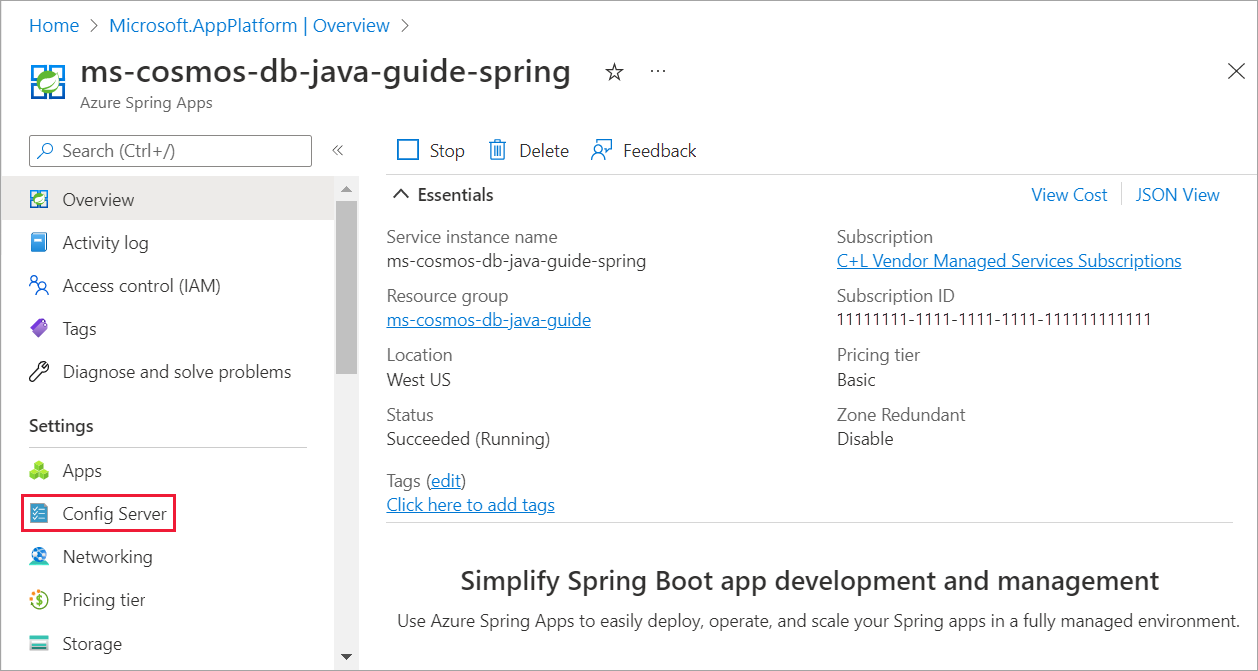 Home > Microsoft.AppPlatform | Overview >
ms-cosmos-db-java-guide-spring
Azure Spring Apps
Search (Ctrl+/)
Overview
Activity log
Access control (IAM)
Tags
Diagnose and solve problems
Settings
Apps
Config Server
Networking
Pricing tier
Storage
Stop
Delete
Feedback
Essentials
View Cost
JSON View
Service instance name
ms-cosmos-db-java-guide-spring
Resource group
ms-cosmos-db-java-guide
Location
West US
Status
Succeeded (Running)
Subscription
C+L Vendor Managed Services Subscriptions
Subscription ID
11111111-1111-1111-1111-111111111111
Pricing tier
Basic
Zone Redundant
Disable
Tags (edit)
Click here to add tags
Simplify Spring Boot app development and management
Use Azure Spring Apps to easily deploy, operate, and scale your Spring apps in a fully managed environment.